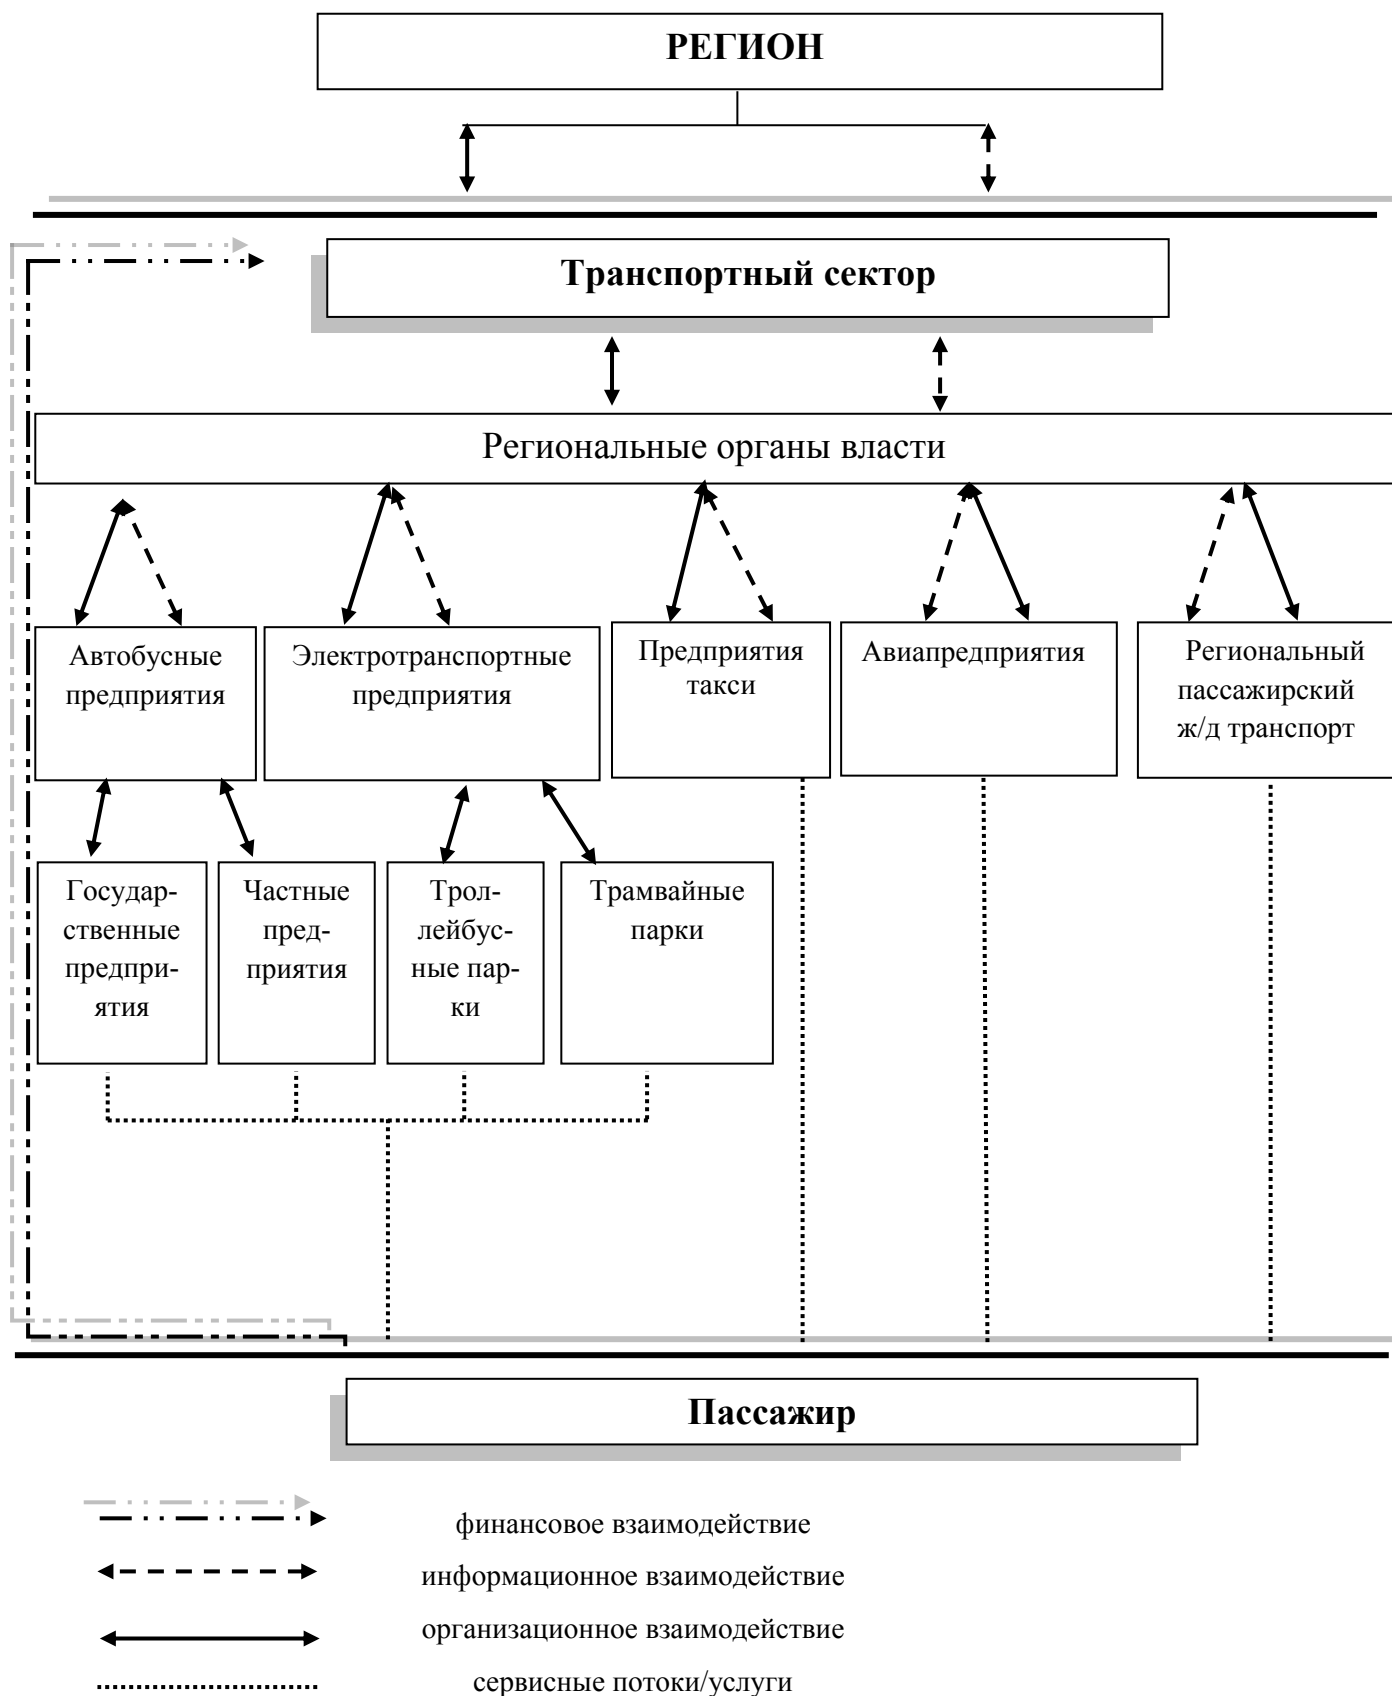 РЕГИОН
Транспортный сектор
Региональные органы власти
Автобусные
предприятия
Электротранспортные
предприятия
Предприятия
такси
Авиапредприятия
Региональный
пассажирский
ж/д транспорт
Государ-
ственные
предпри-
ятия
Частные
пред-
приятия
Трол-
лейбус-
ные пар-
ки
Трамвайные
парки
Пассажир
финансовое взаимодействие
информационное взаимодействие
организационное взаимодействие
сервисные потоки/услуги